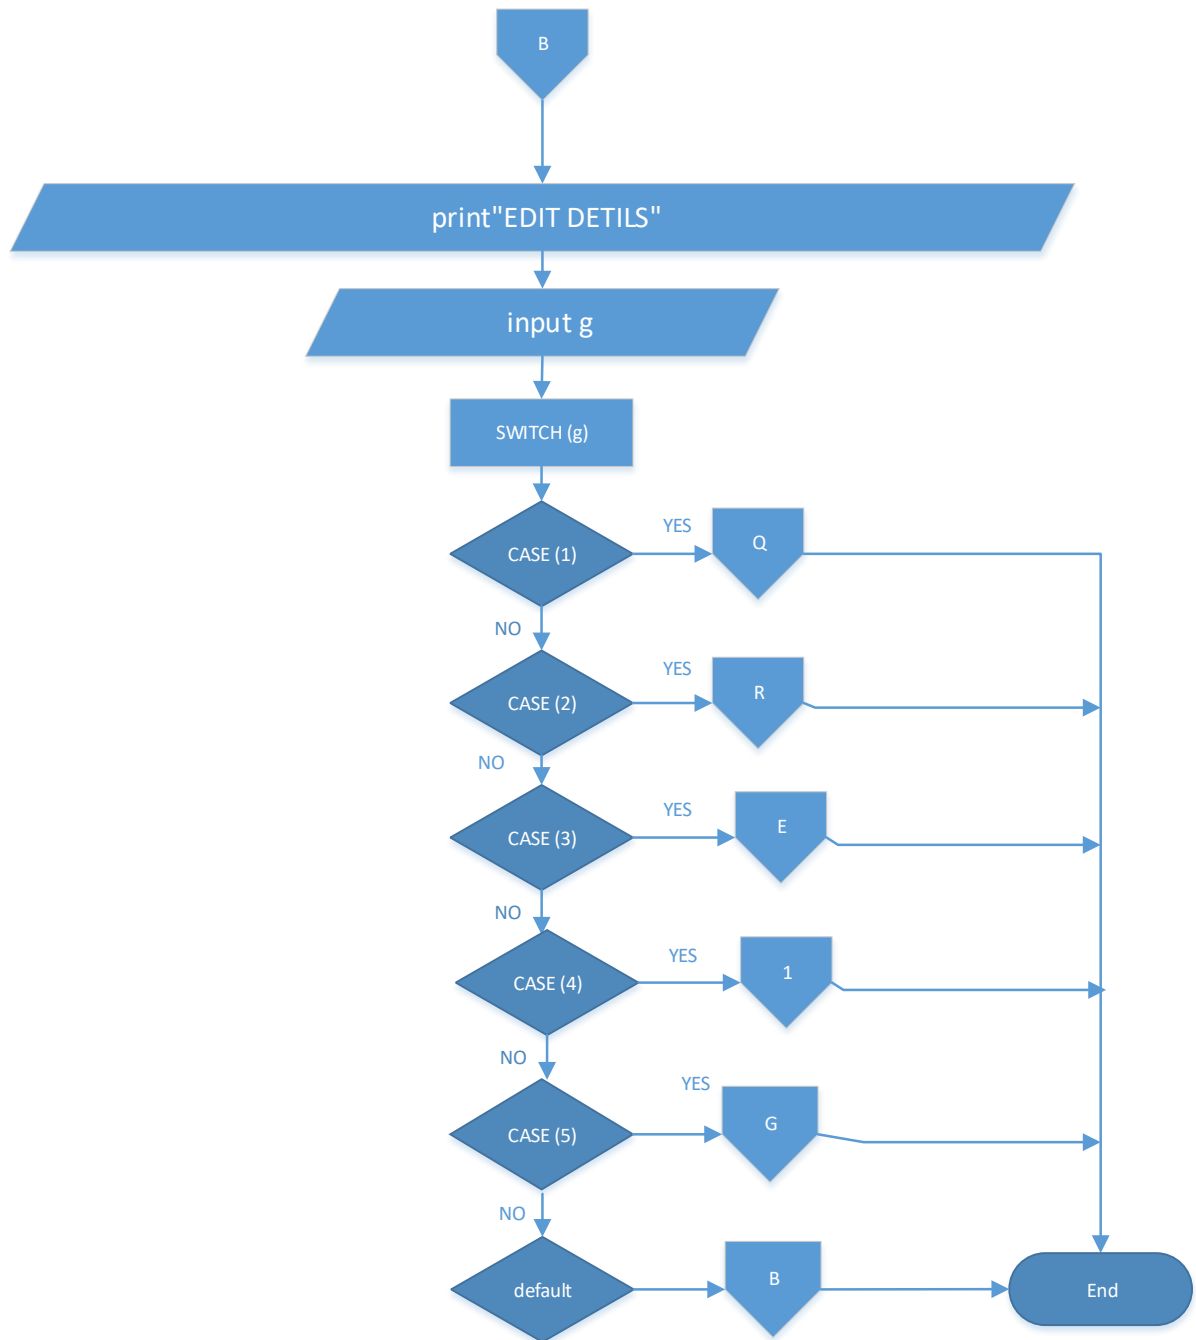 B
print"EDIT DETILS"
input g
SWITCH (g)
CASE (1)
YES
Q
NO
CASE (2)
YES
R
NO
CASE (3)
YES
E
NO
CASE (4)
YES
1
NO
CASE (5)
YES
G
NO
default
B
End